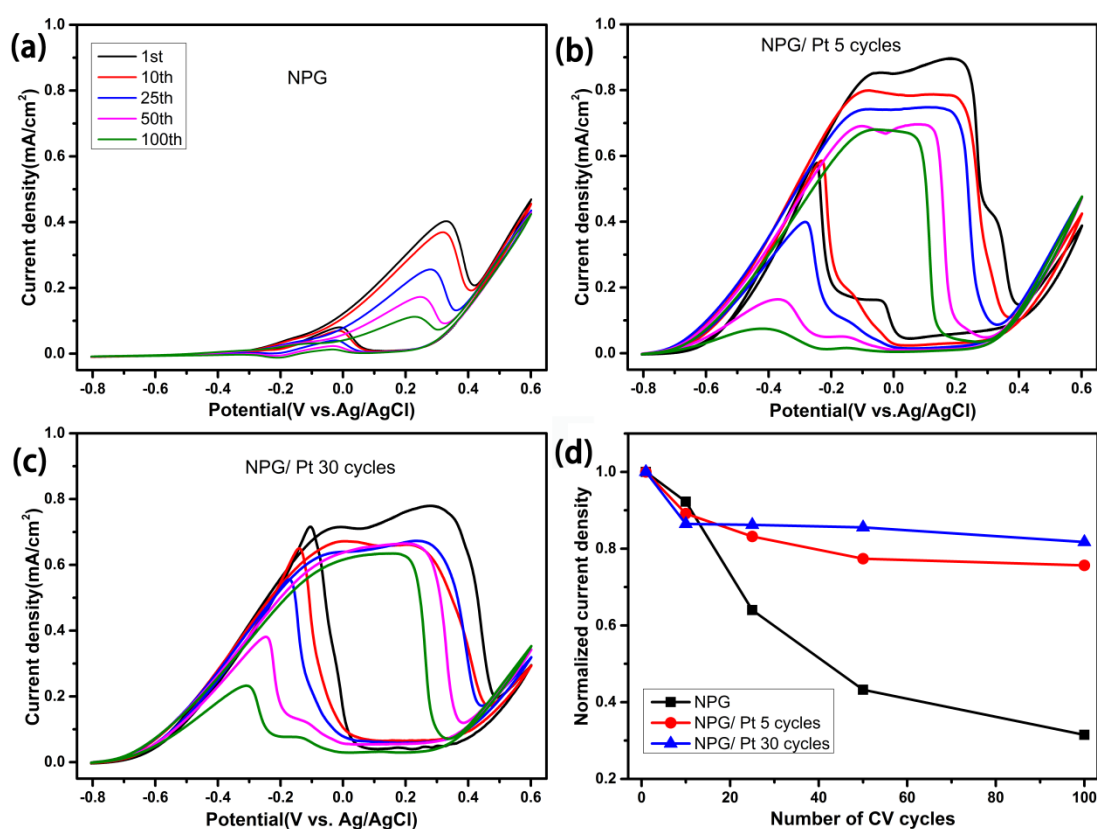 (a)
NPG
1st
10th
25th
50th
100th
Current density(mA/cm²)
1.0
0.8
0.6
0.4
0.2
0.0
-0.8 -0.6 -0.4 -0.2 0.0 0.2 0.4 0.6
Potential(V vs.Ag/AgCl)
(b)
NPG/ Pt 5 cycles
Current density(mA/cm²)
1.0
0.8
0.6
0.4
0.2
0.0
-0.8 -0.6 -0.4 -0.2 0.0 0.2 0.4 0.6
Potential(V vs.Ag/AgCl)
(c)
NPG/ Pt 30 cycles
Current density(mA/cm²)
1.0
0.8
0.6
0.4
0.2
0.0
-0.8 -0.6 -0.4 -0.2 0.0 0.2 0.4 0.6
Potential(V vs. Ag/AgCl)
(d)
Normalized current density
1.0
0.8
0.6
0.4
0.2
NPG
NPG/ Pt 5 cycles
NPG/ Pt 30 cycles
0 20 40 60 80 100
Number of CV cycles